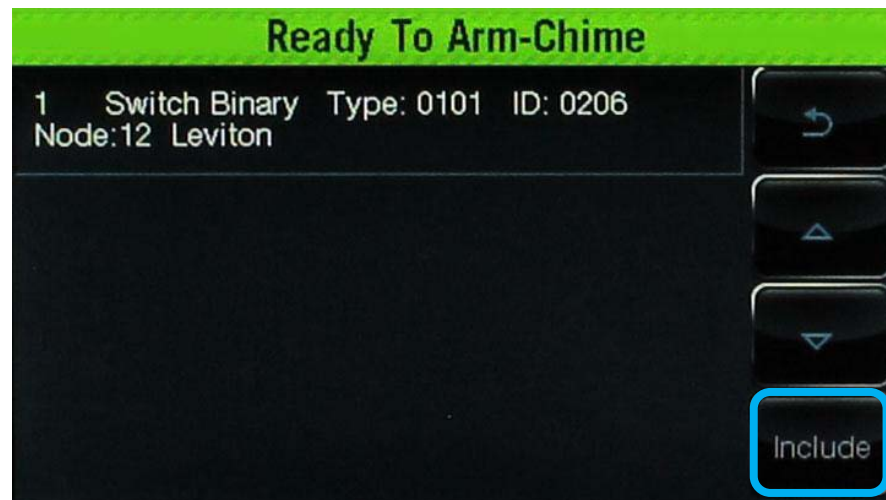 Ready To Arm-Chime
1 Switch Binary Type: 0101 ID: 0206
Node:12 Leviton
Include